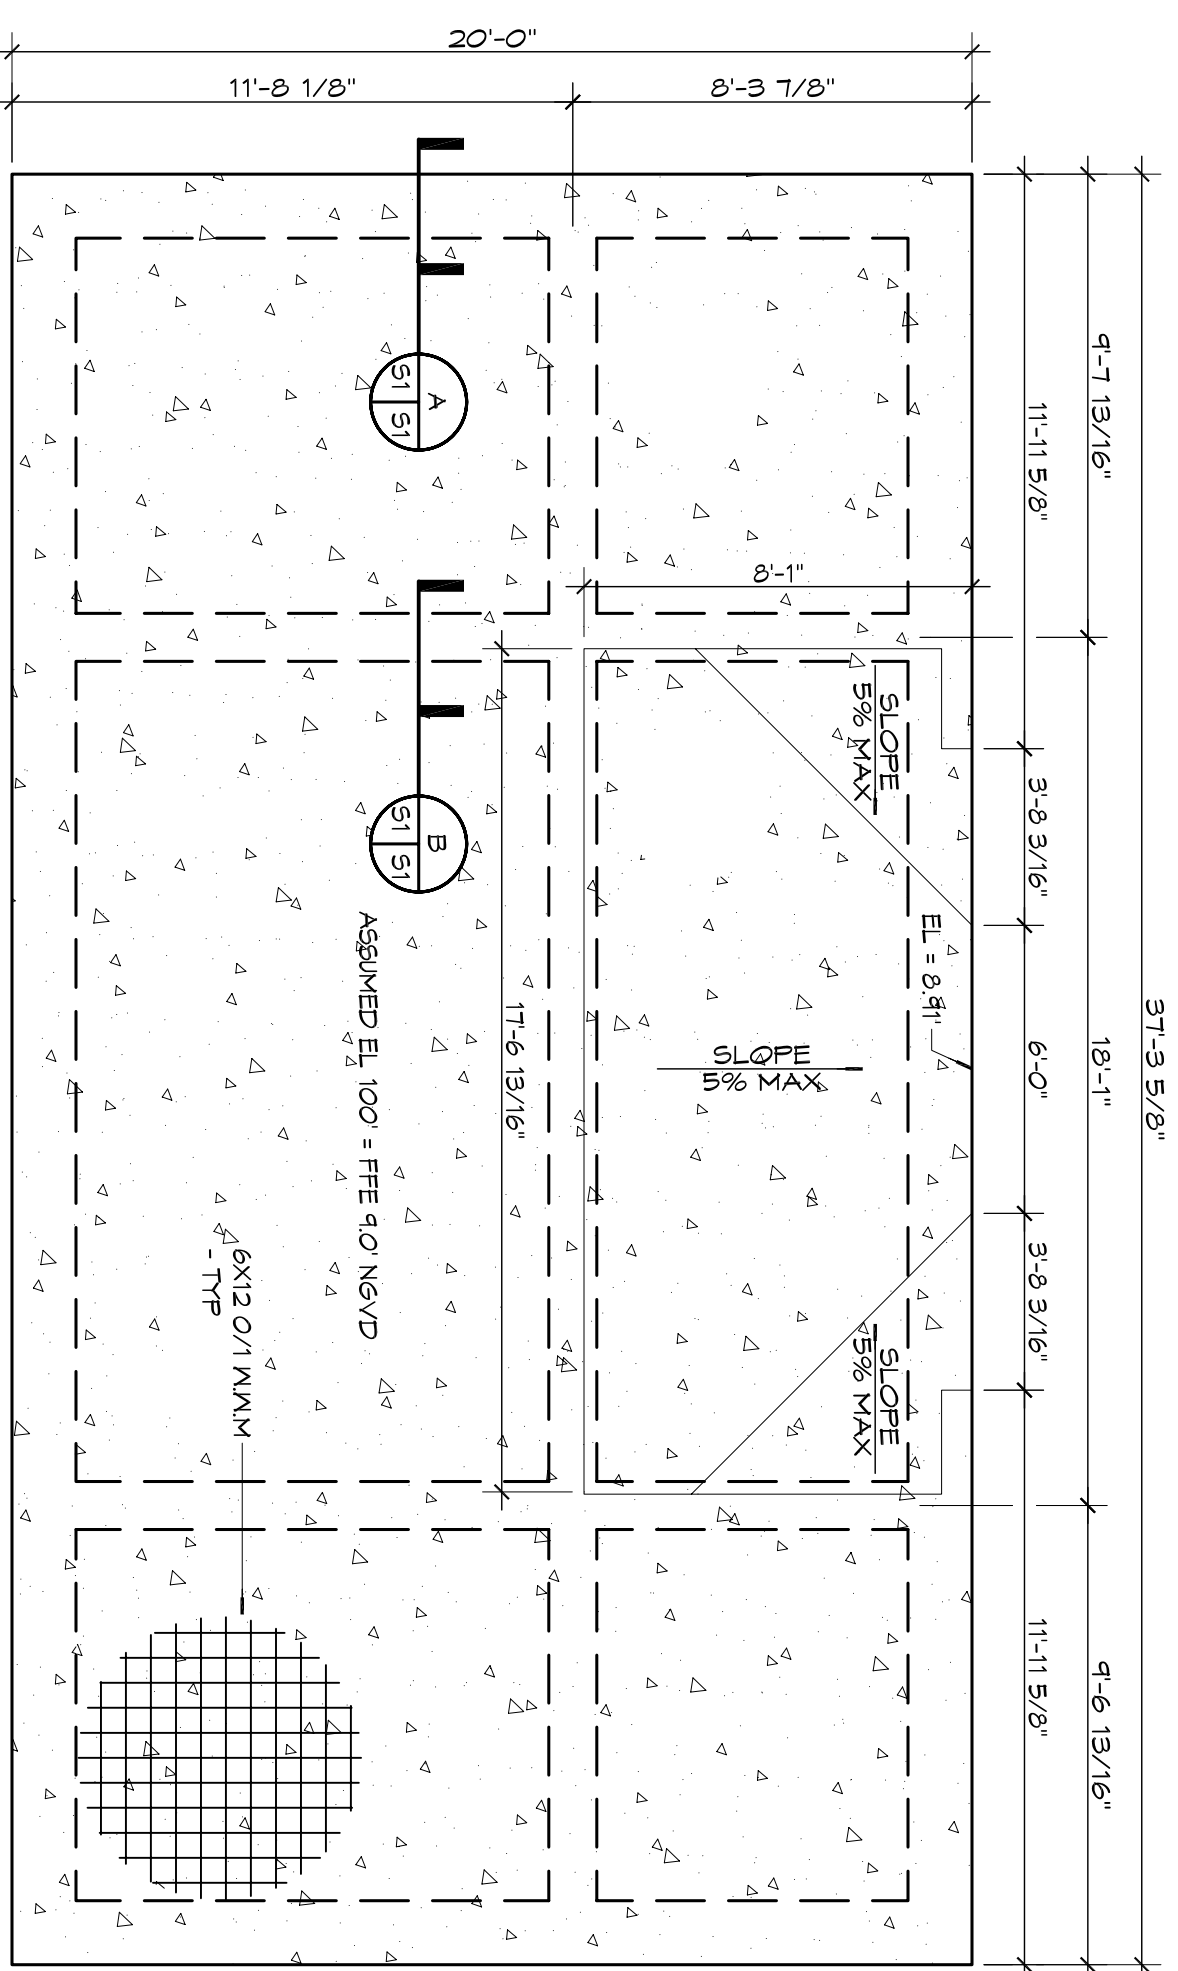 20'-0"
11'-8 1/8"
8'-3 7/8"
9'-7 13/16"
11'-11 5/8"
A
S1
S1
8'-1"
SLOPE
5% MAX
3'-8 3/16"
B
S1
S1
EL = 8.91'
ASSUMED EL 100' = FFE 9.0' NGVD
17'-6 13/16"
SLOPE
5% MAX
6'-0"
18'-1"
37'-3 5/8"
6X12 0/1 W.W.M
- TYP
3'-8 3/16"
SLOPE
5% MAX
11'-11 5/8"
9'-6 13/16"